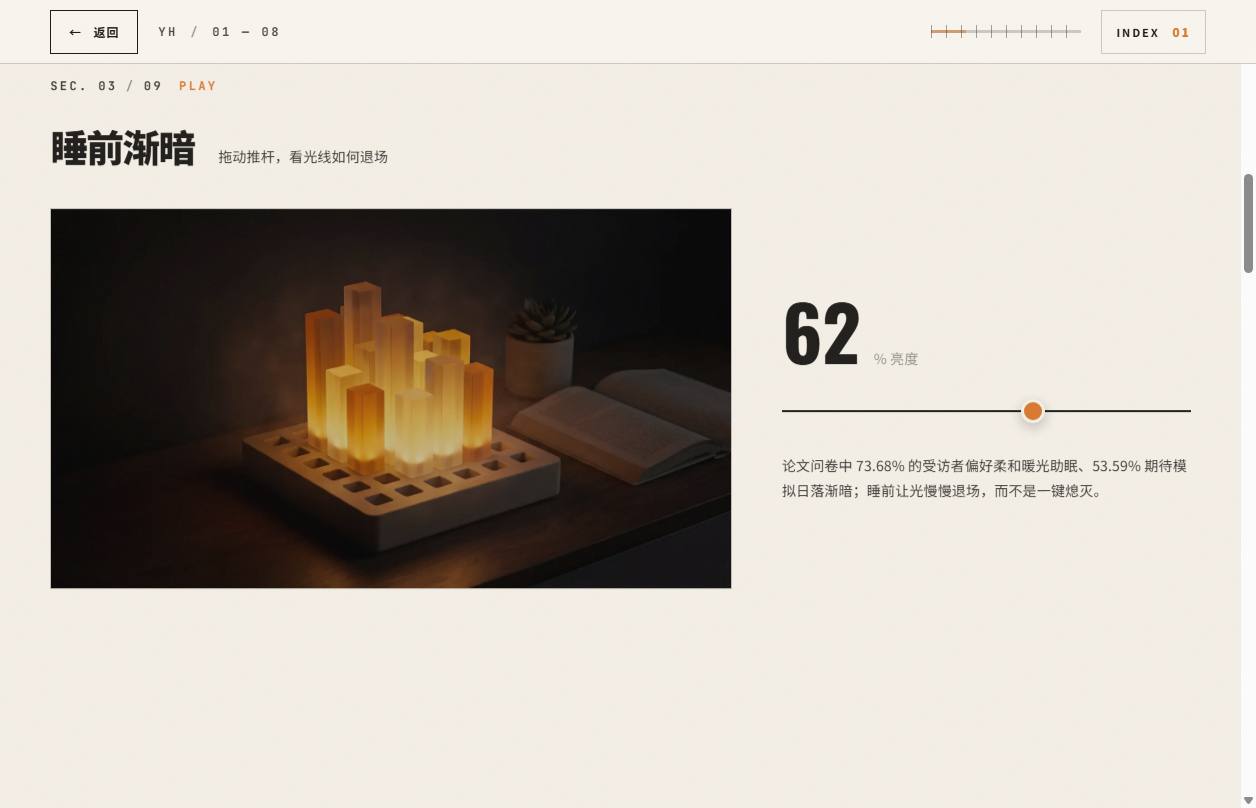 ← 返回
YH / 01 — 08
INDEX 01
SEC. 03 / 09 PLAY
睡前渐暗
拖动推杆，看光线如何退场
62
% 亮度
论文问卷中 73.68% 的受访者偏好柔和暖光助眠、53.59% 期待模
拟日落渐暗；睡前让光慢慢退场，而不是一键熄灭。